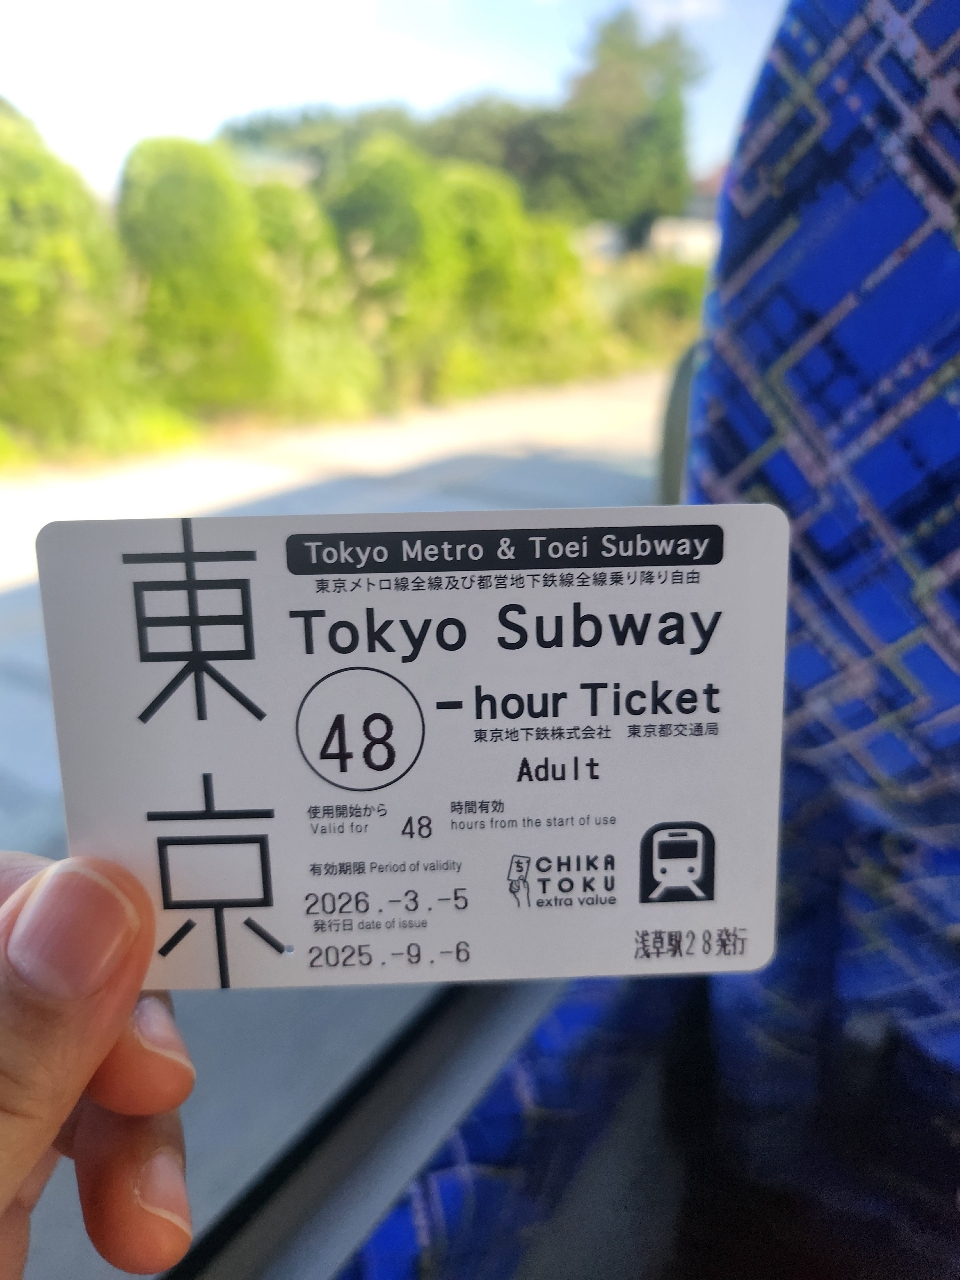 東京
Tokyo Metro & Toei Subway
東京メトロ線全線及び都営地下鉄線全線乗り降り自由
Tokyo Subway
48 -hour Ticket
東京地下鉄株式会社 東京都交通局
Adult
使用開始から 時間有効
Valid for 48 hours from the start of use
有効期限 Period of validity
2026.-3.-5
発行日 date of issue
2025.-9.-6
CHIKA
TOKU
extra value
浅草駅28発行